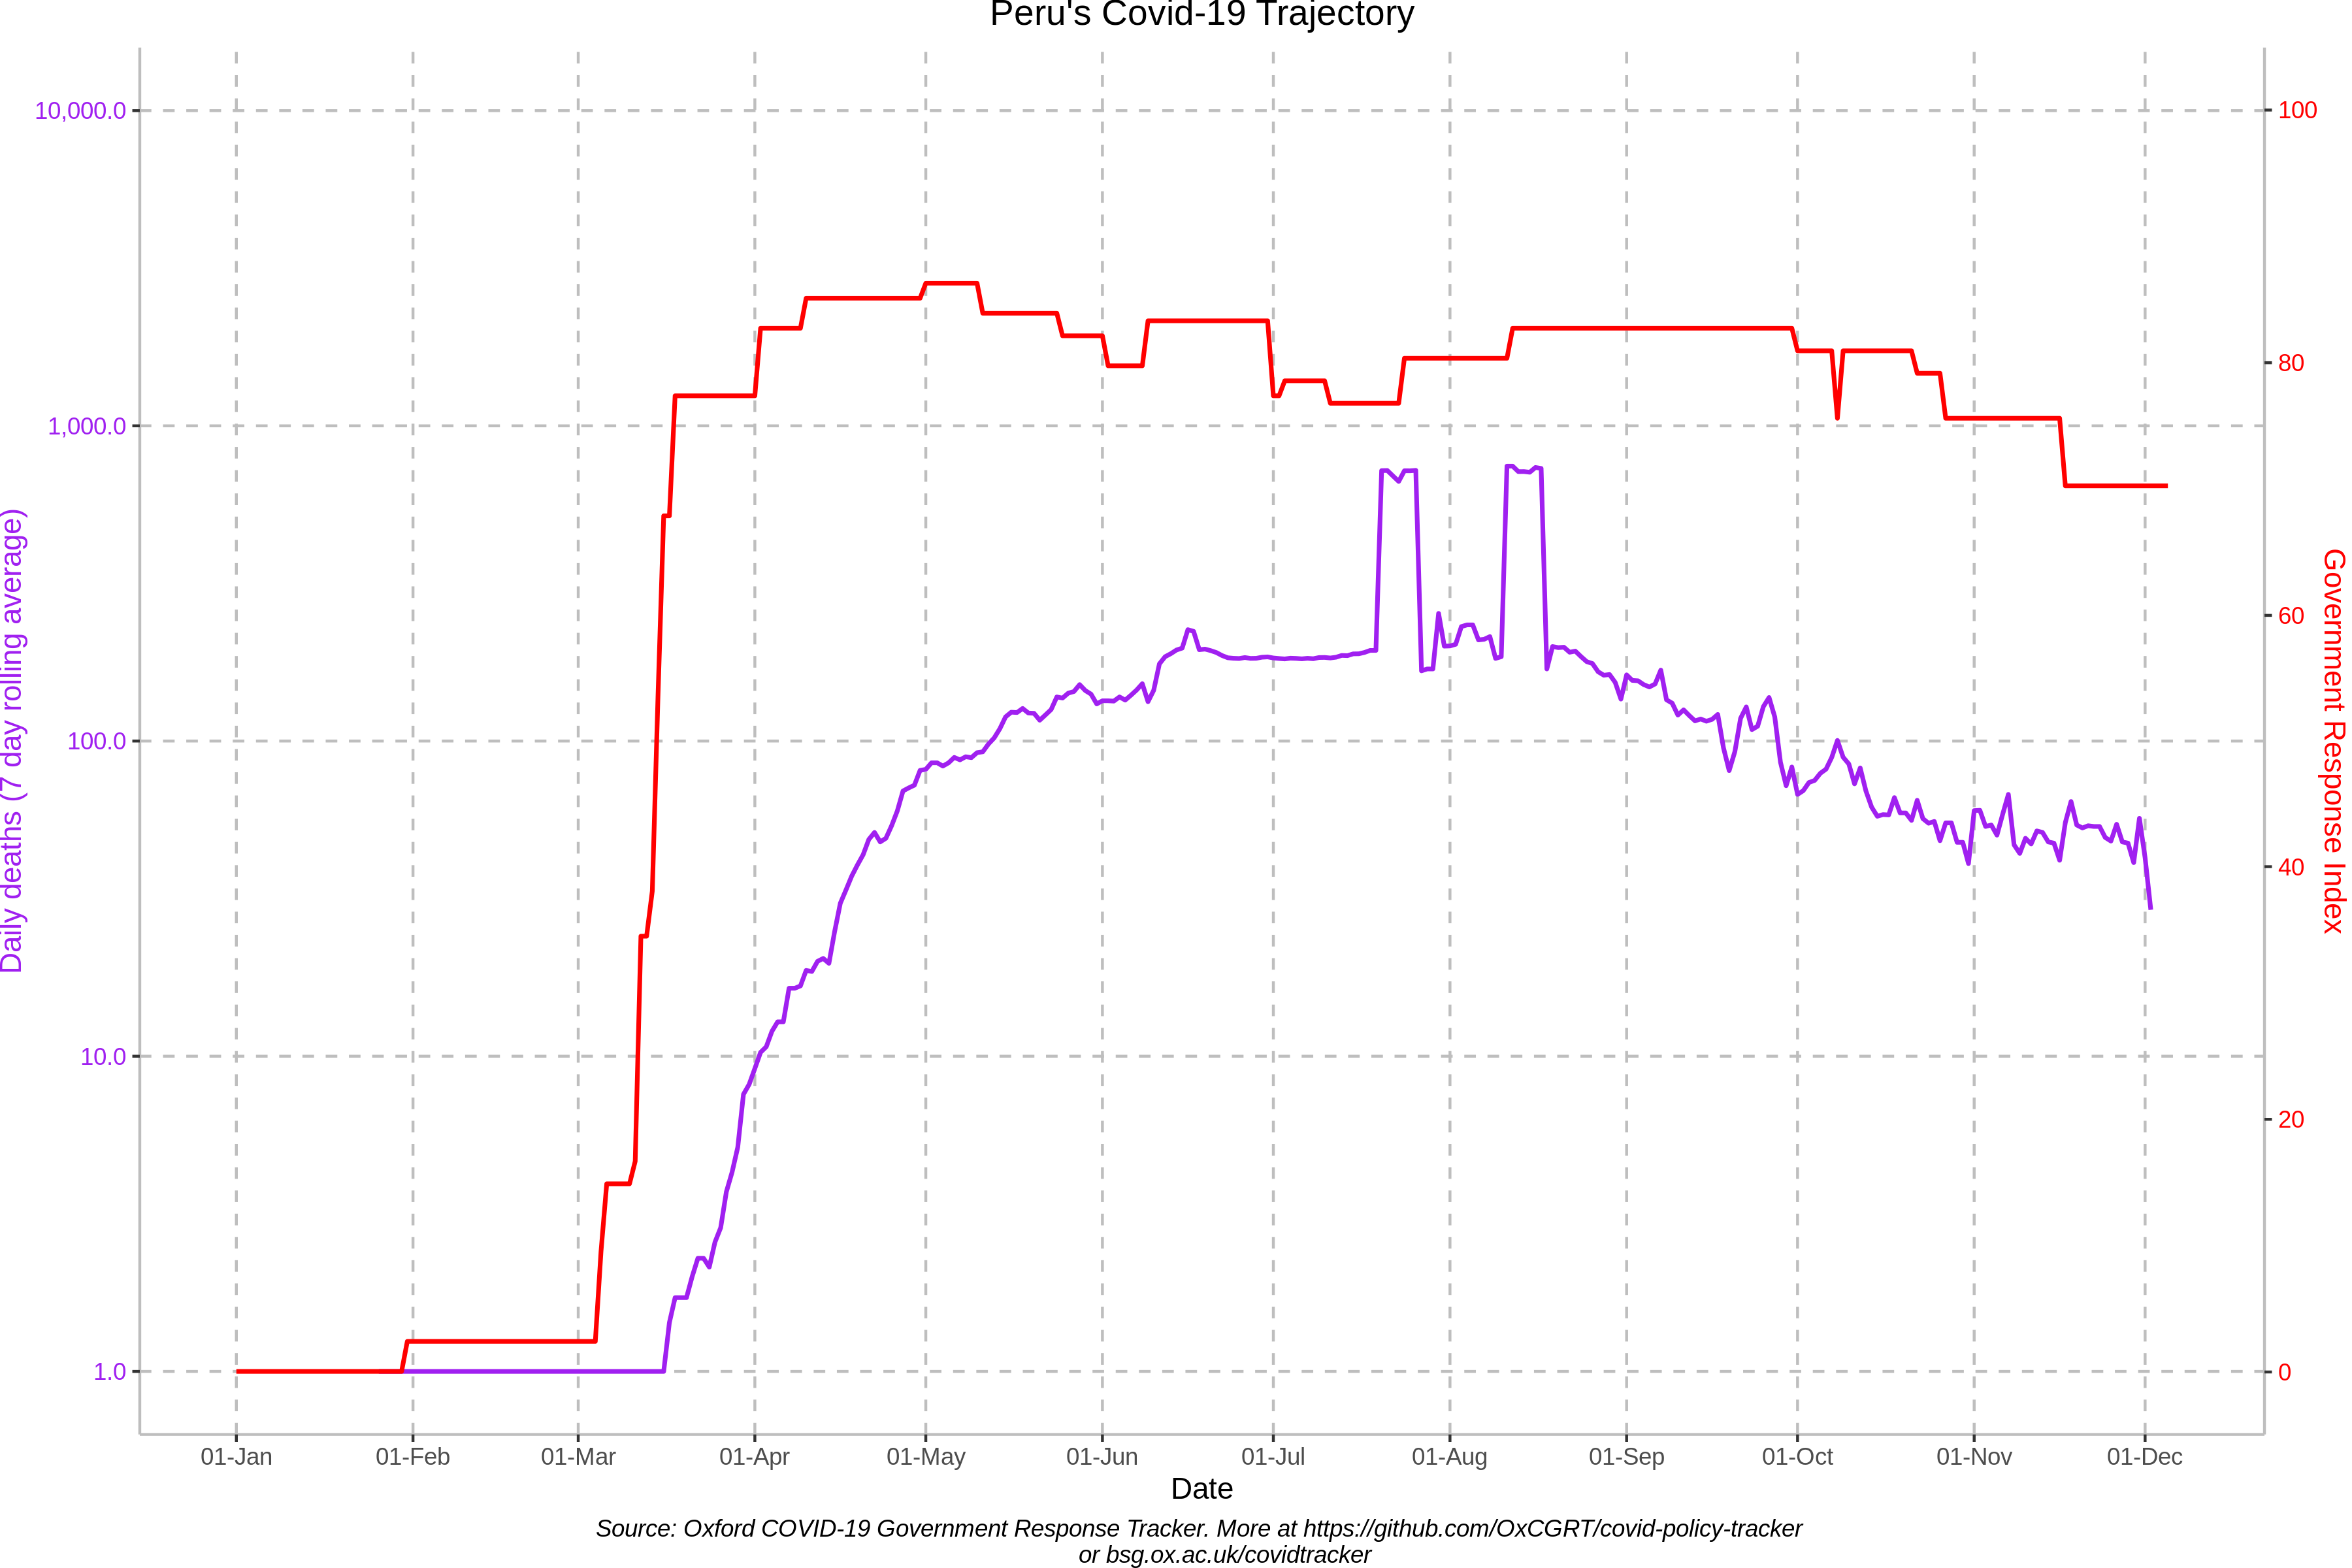 Peru's Covid-19 Trajectory
10,000.0
1,000.0
100.0
10.0
1.0
Daily deaths (7 day rolling average)
100
80
60
40
20
0
Government Response Index
01-Jan
01-Feb
01-Mar
01-Apr
01-May
01-Jun
01-Jul
01-Aug
01-Sep
01-Oct
01-Nov
01-Dec
Date
Source: Oxford COVID-19 Government Response Tracker. More at https://github.com/OxCGRT/covid-policy-tracker
or bsg.ox.ac.uk/covidtracker